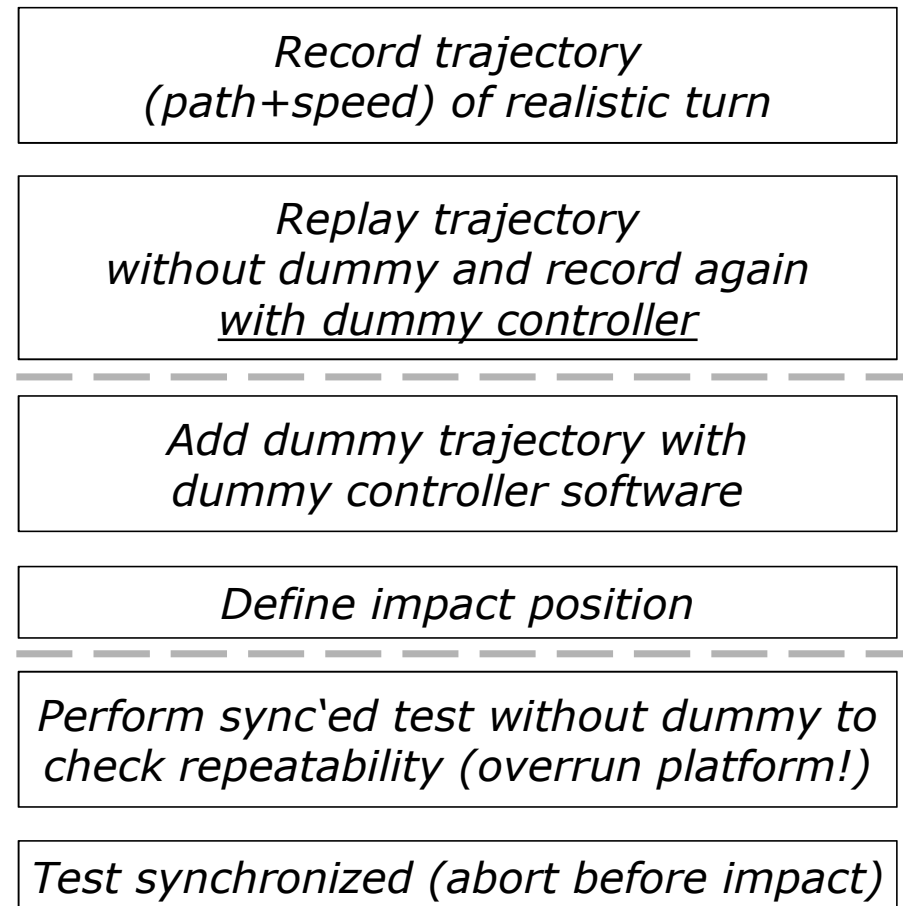 Record trajectory
(path+speed) of realistic turn
Replay trajectory
without dummy and record again
with dummy controller
Add dummy trajectory with
dummy controller software
Define impact position
Perform sync‘ed test without dummy to
check repeatability (overrun platform!)
Test synchronized (abort before impact)